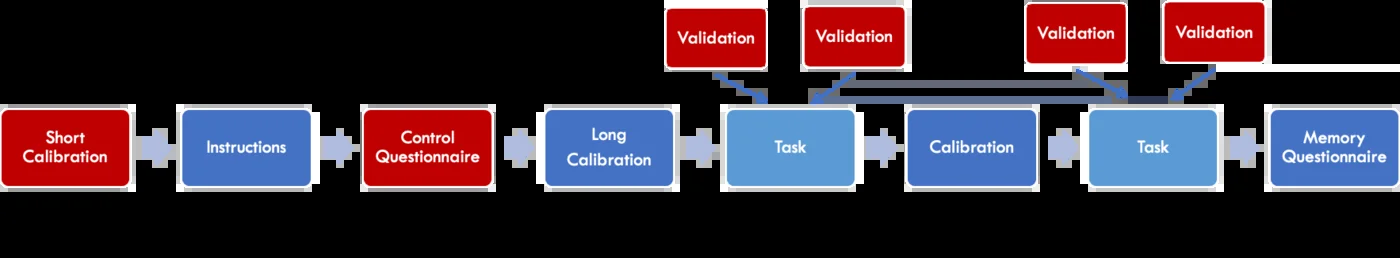 Validation
Validation
Validation
Validation
Short
Calibration
Instructions
Control
Questionnaire
Long
Calibration
Task
Calibration
Task
Memory
Questionnaire